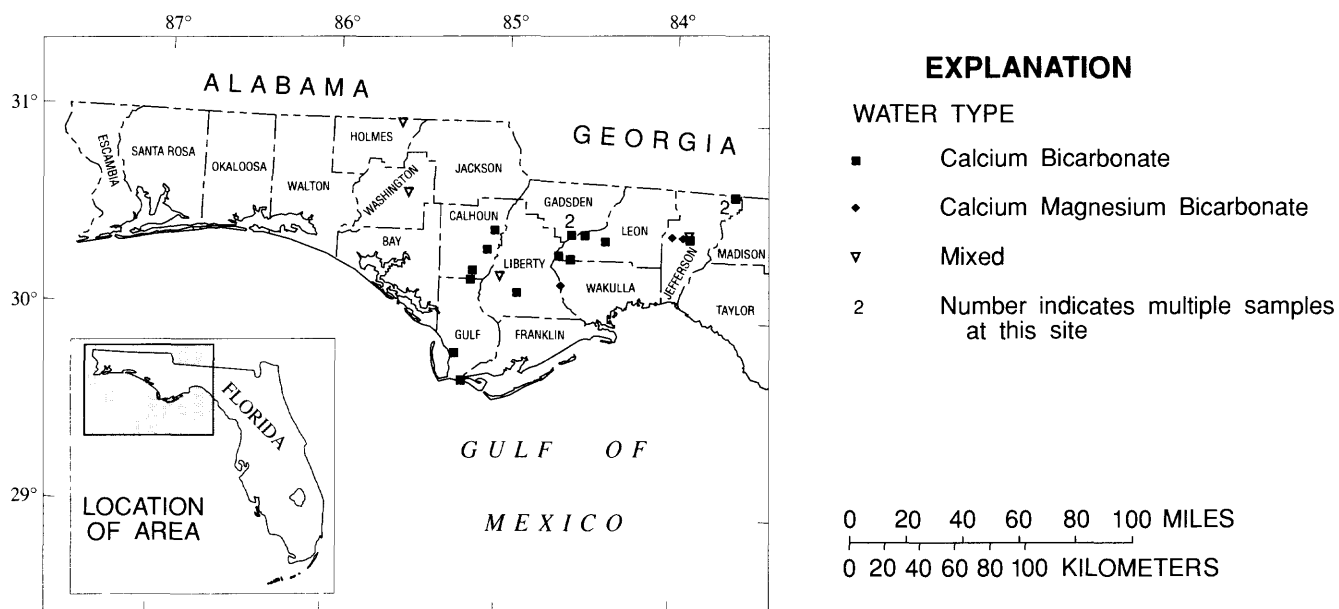 87° 86° 85° 84°
31°
30°
29°
ALABAMA
GEORGIA
ESCAMBIA
SANTA ROSA
OKALOOSA
WALTON
HOLMES
WASHINGTON
JACKSON
BAY
CALHOUN
GULF
LIBERTY
FRANKLIN
GADSDEN
2
LEON
WAKULLA
JEFFERSON
2
MADISON
TAYLOR
GULF OF
MEXICO
FLORIDA
LOCATION
OF AREA
EXPLANATION
WATER TYPE
Calcium Bicarbonate
Calcium Magnesium Bicarbonate
Mixed
2 Number indicates multiple samples
at this site
0 20 40 60 80 100 MILES
0 20 40 60 80 100 KILOMETERS